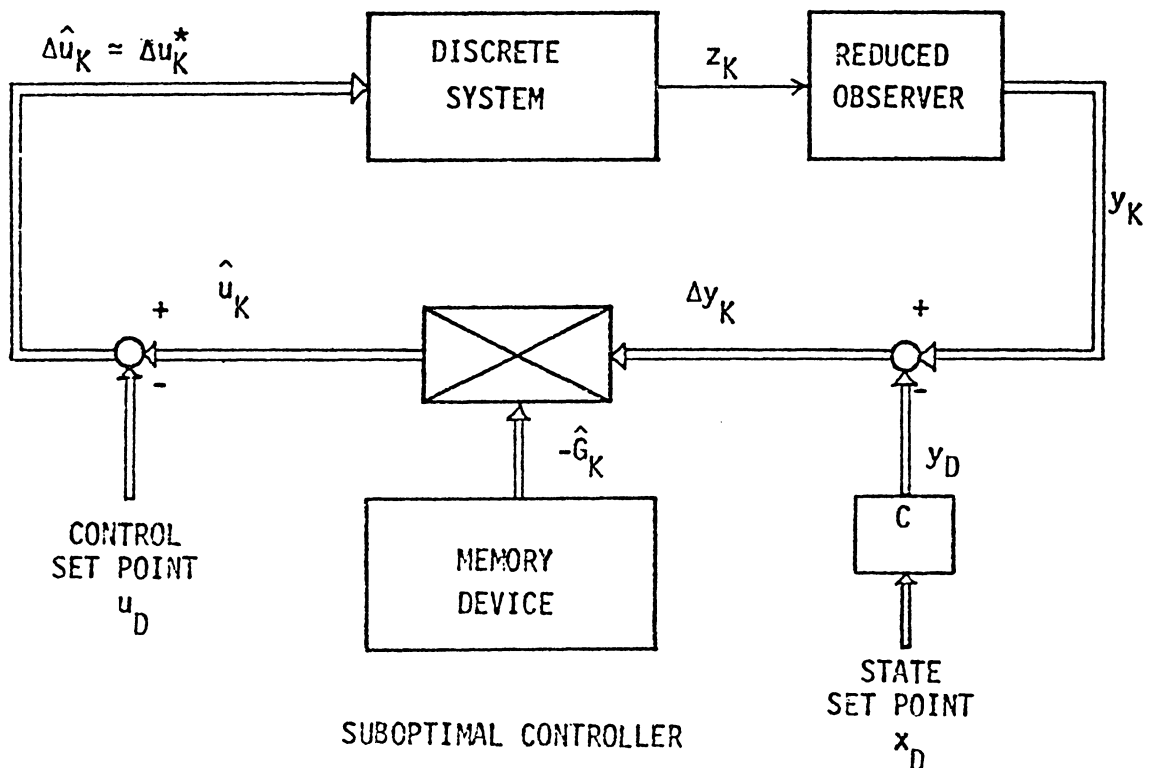 Δû_K ≃ Δu*_K
DISCRETE
SYSTEM
z_K
REDUCED
OBSERVER
y_K
+
û_K
Δy_K
+
-
-
-Ĝ_K
y_D
C
CONTROL
SET POINT
u_D
MEMORY
DEVICE
STATE
SET POINT
x_D
SUBOPTIMAL CONTROLLER